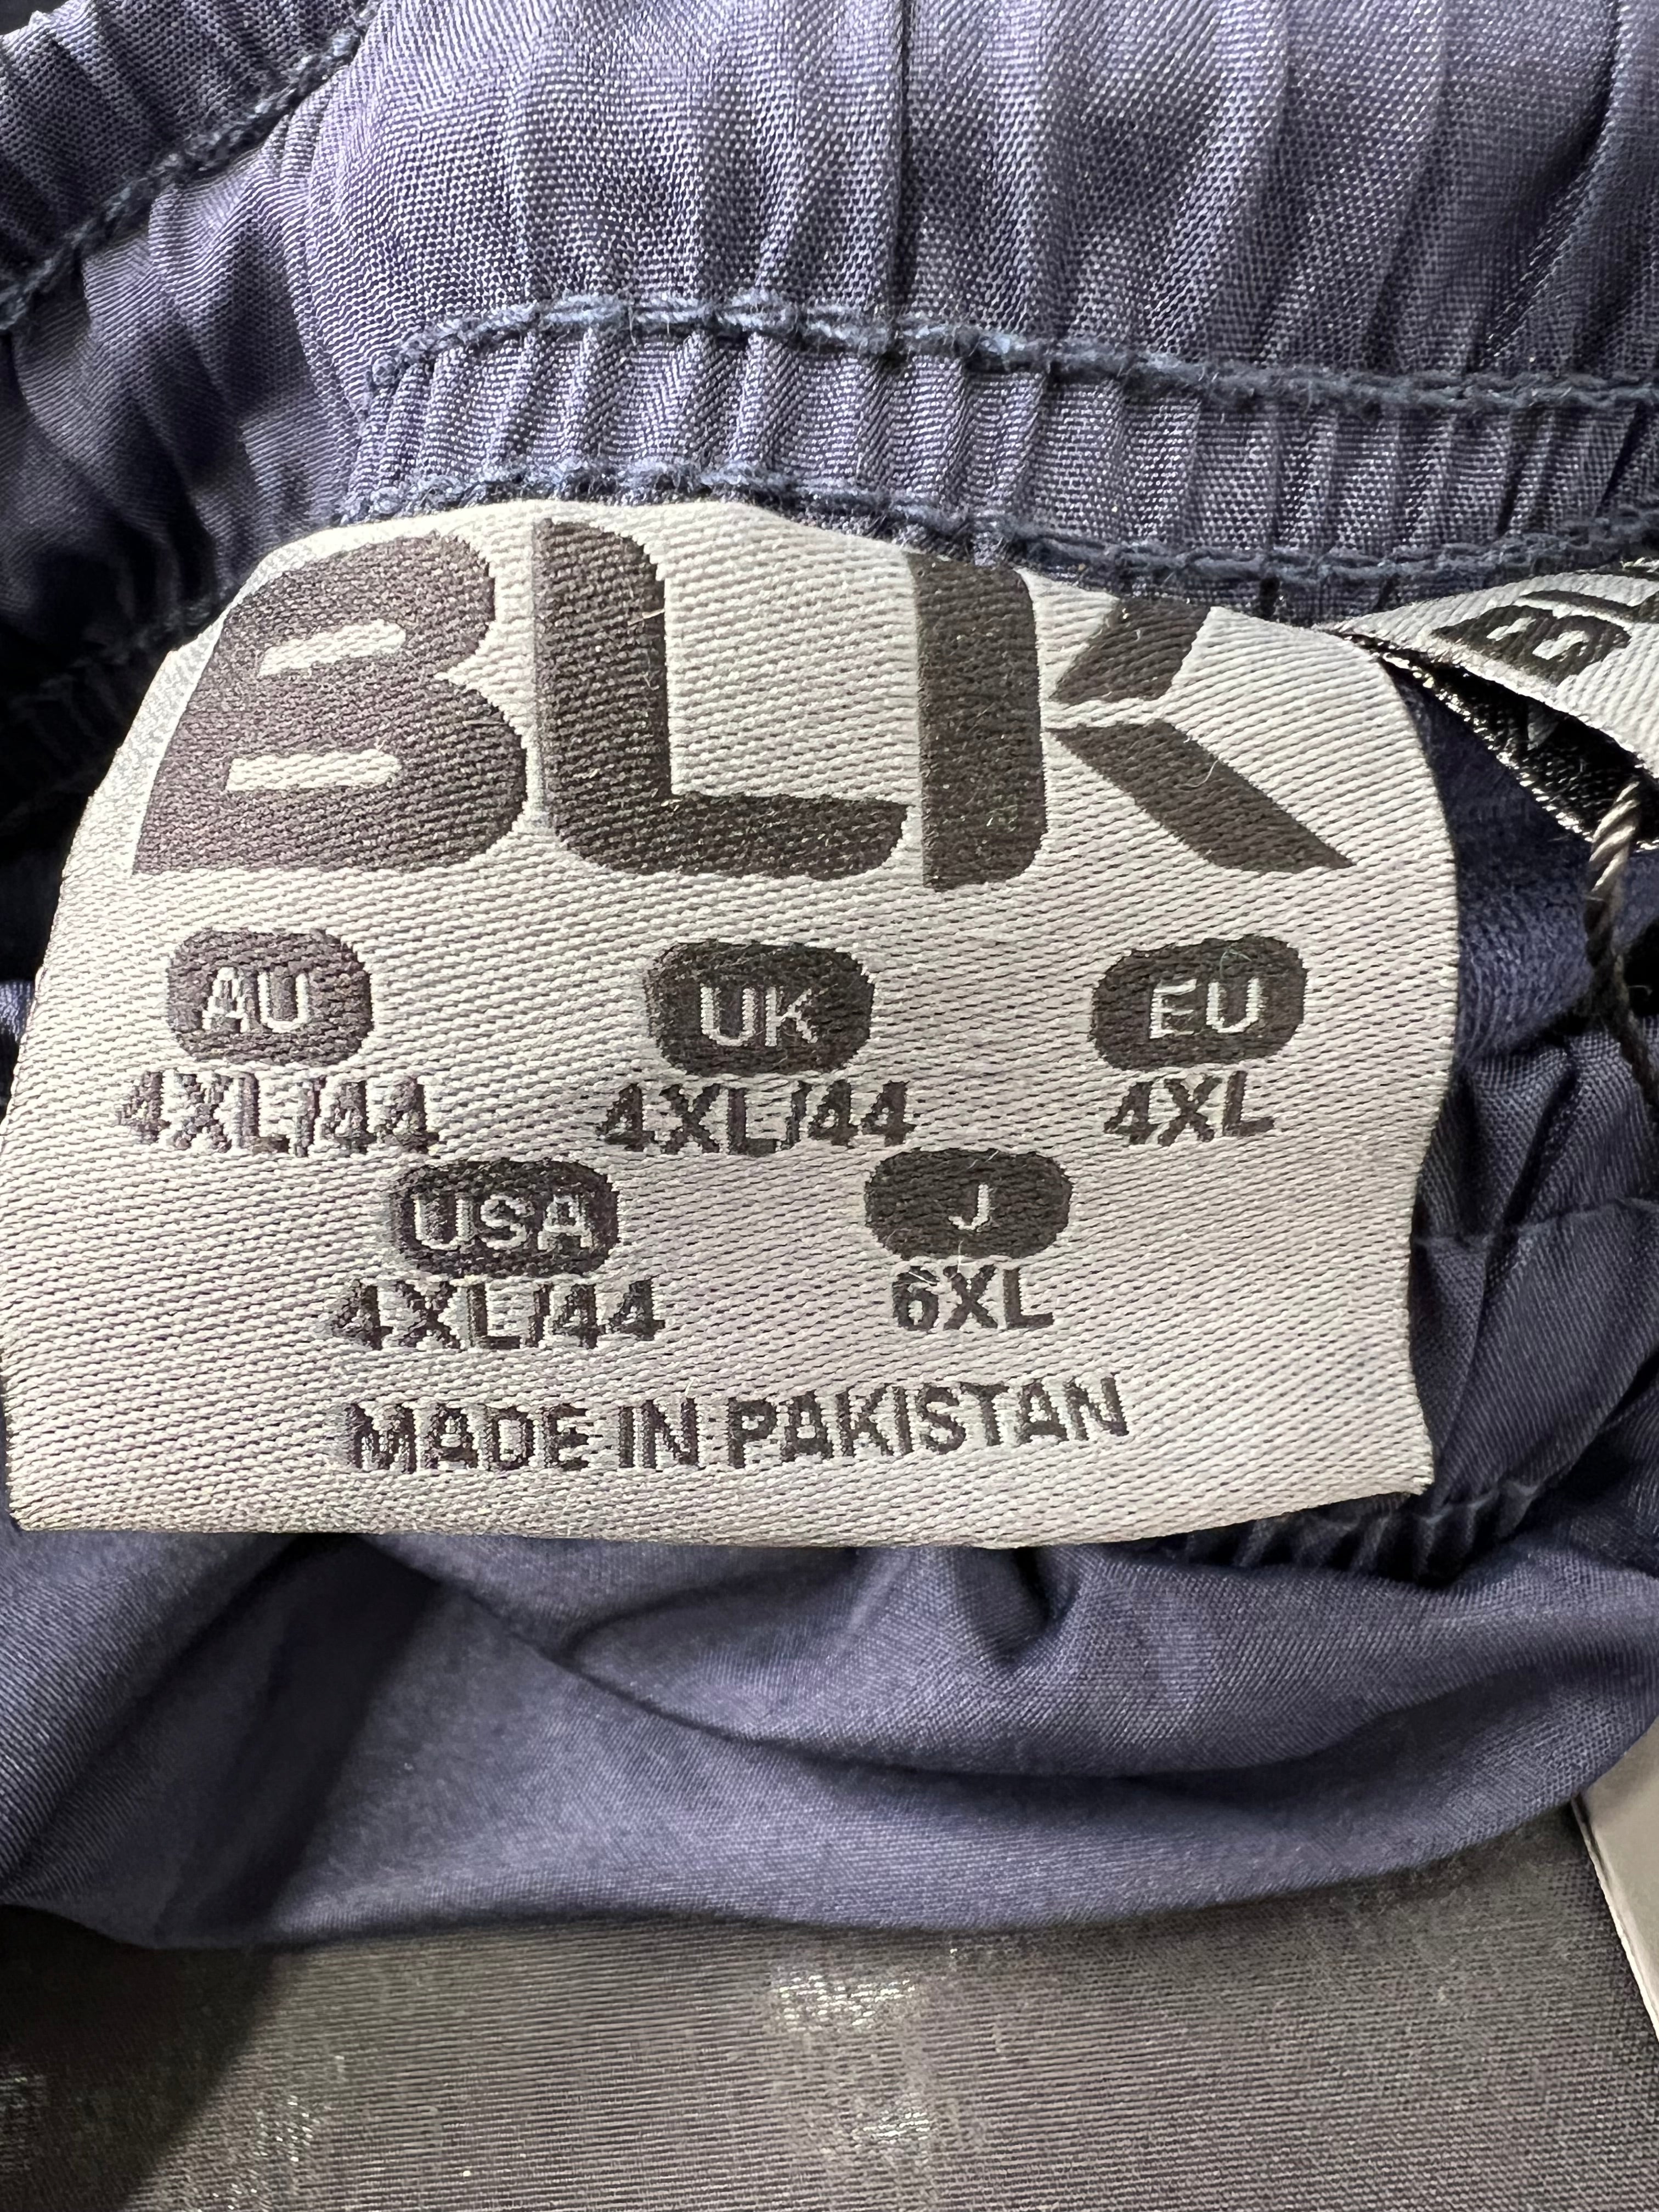 BLK
AU UK EU
4XL/44 4XL/44 4XL
USA J
4XL/44 6XL
MADE IN PAKISTAN